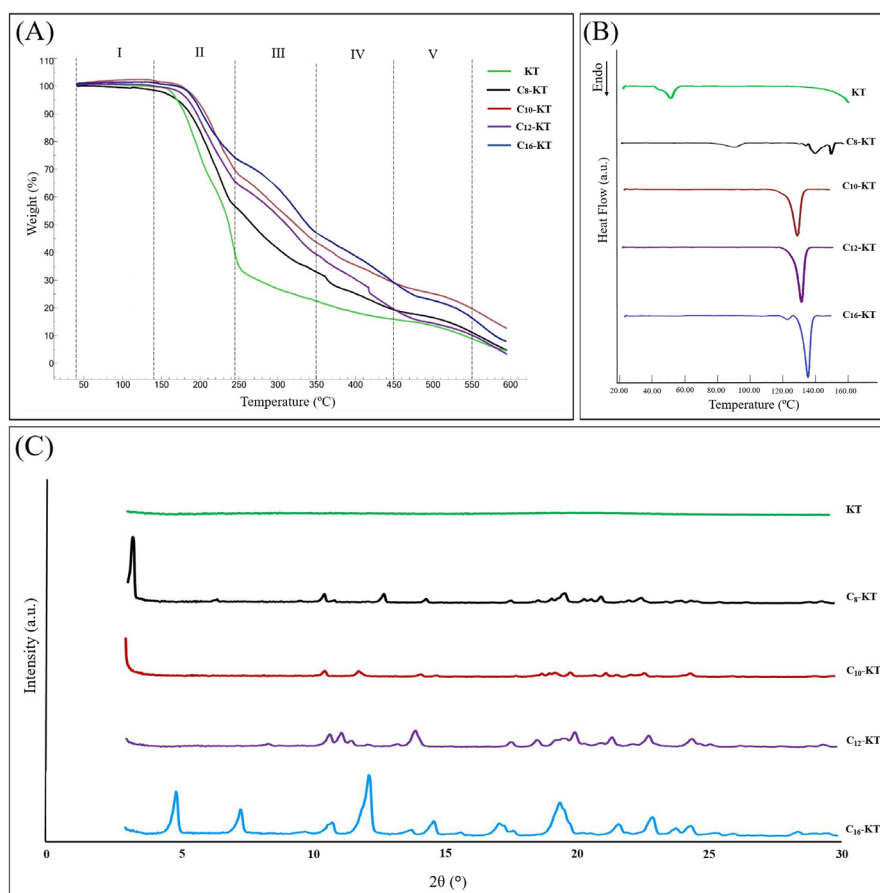 (A)
I II III IV V
110
100
90
80
70
60
50
40
30
20
10
0
Weight (%)
KT
C8-KT
C10-KT
C12-KT
C16-KT
50 100 150 200 250 300 350 400 450 500 550 600
Temperature (ºC)
(B)
Endo
Heat Flow (a.u.)
KT
C8-KT
C10-KT
C12-KT
C16-KT
20.00 40.00 60.00 80.00 100.00 120.00 140.00 160.00
Temperature (ºC)
(C)
Intensity (a.u.)
KT
C8-KT
C10-KT
C12-KT
C16-KT
0 5 10 15 20 25 30
2θ (°)